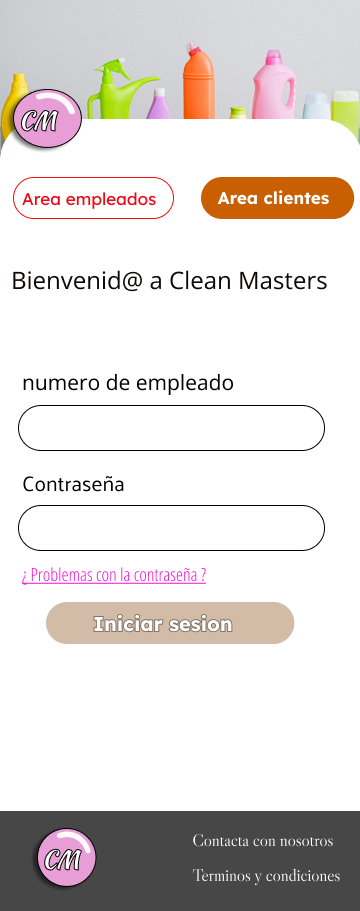 CM
Area empleados
Area clientes
Bienvenid@ a Clean Masters
numero de empleado
Contraseña
¿ Problemas con la contraseña ?
Iniciar sesion
CM
Contacta con nosotros
Terminos y condiciones